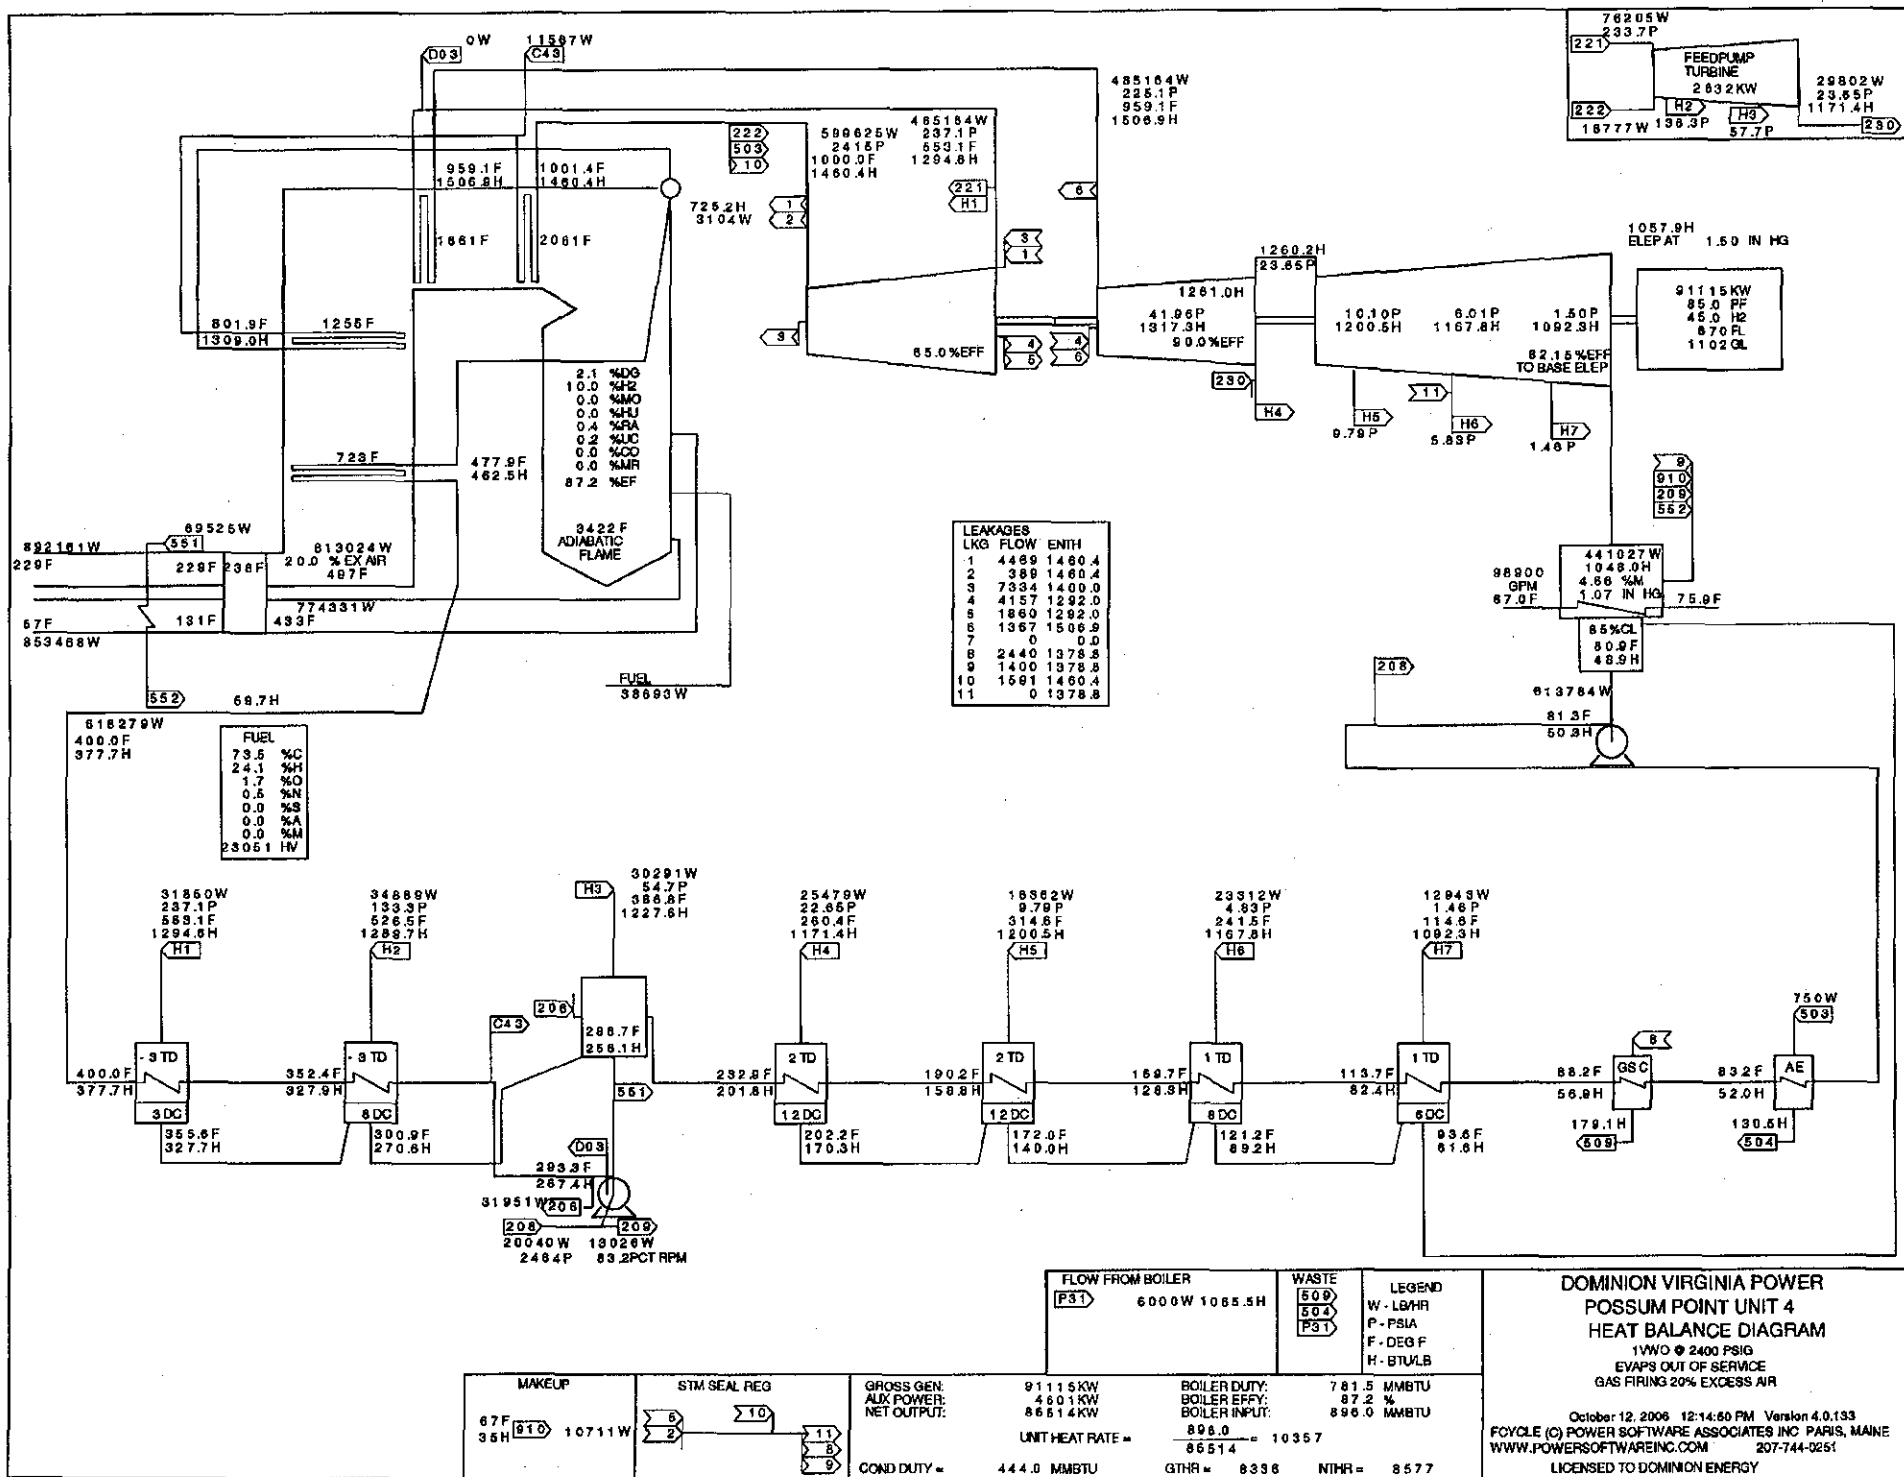 0W
11567W
D03
C43
76205W
233.7P
221
FEEDPUMP
TURBINE
2832KW
222
H2
H3
18777W
136.3P
57.7P
29802W
23.65P
1171.4H
230
485164W
225.1P
959.1F
1506.9H
222
503
10
599625W
2415P
1000.0F
1460.4H
465164W
237.1P
553.1F
1294.6H
959.1F
1506.9H
1001.4F
1460.4H
1661F
2061F
725.2H
3104W
1
2
221
H1
6
3
1
1057.9H
ELEP AT 1.50 IN HG
1260.2H
23.65P
91115KW
85.0 PF
45.0 H2
670 FL
1102 GL
1261.0H
41.96P
1317.3H
90.0%EFF
10.10P
1200.5H
6.01P
1167.8H
1.50P
1092.3H
82.15%EFF
TO BASE ELEP
801.9F
1309.0H
1255F
3
65.0%EFF
4
5
4
6
230
H4
H5
9.79P
11
H6
5.83P
H7
1.46P
2.1 %DG
10.0 %H2
0.0 %MO
0.0 %HU
0.4 %RA
0.2 %UC
0.0 %CO
0.0 %MR
87.2 %EF
723F
477.9F
462.5H
3422F
ADIABATIC
FLAME
9
910
209
552
69525W
551
892161W
229F
229F
238F
813024W
20.0 % EX AIR
497F
774331W
57F
853468W
131F
433F
LEAKAGES
LKG FLOW ENTH
1 4469 1460.4
2 389 1460.4
3 7334 1400.0
4 4157 1292.0
5 1860 1292.0
6 1367 1506.9
7 0 0.0
8 2440 1378.8
9 1400 1378.8
10 1591 1460.4
11 0 1378.8
98900
GPM
67.0F
441027W
1048.0H
4.66 %M
1.07 IN HG
75.9F
85%CL
80.9F
48.9H
208
613784W
81.3F
50.3H
FUEL
38693W
552
69.7H
618279W
400.0F
377.7H
FUEL
73.5 %C
24.1 %H
1.7 %O
0.5 %N
0.0 %S
0.0 %A
0.0 %M
23051 HV
31850W
237.1P
553.1F
1294.6H
H1
34889W
133.3P
526.5F
1289.7H
H2
H3
30291W
54.7P
386.8F
1227.6H
25479W
22.65P
260.4F
1171.4H
H4
16362W
9.79P
314.6F
1200.5H
H5
23312W
4.83P
241.5F
1167.8H
H6
12943W
1.46P
114.6F
1092.3H
H7
206
C43
286.7F
256.1H
551
750W
503
8
-3 TD
-3 TD
2 TD
2 TD
1 TD
1 TD
GSC
AE
400.0F
377.7H
352.4F
327.9H
232.9F
201.8H
190.2F
158.8H
159.7F
128.3H
113.7F
82.4H
88.2F
56.9H
83.2F
52.0H
3 DC
8 DC
12 DC
12 DC
8 DC
6 DC
355.6F
327.7H
300.9F
270.6H
202.2F
170.3H
172.0F
140.0H
121.2F
89.2H
93.6F
61.6H
179.1H
509
130.5H
504
D03
293.3F
267.4H
31951W
206
208
209
20040W
13026W
2464P
83.2PCT RPM
FLOW FROM BOILER
P31 6000W 1065.5H
WASTE
509
504
P31
LEGEND
W - LB/HR
P - PSIA
F - DEG F
H - BTU/LB
DOMINION VIRGINIA POWER
POSSUM POINT UNIT 4
HEAT BALANCE DIAGRAM
1VWO @ 2400 PSIG
EVAPS OUT OF SERVICE
GAS FIRING 20% EXCESS AIR
October 12, 2006 12:14:50 PM Version 4.0.133
FCYCLE (C) POWER SOFTWARE ASSOCIATES INC PARIS, MAINE
WWW.POWERSOFTWAREINC.COM 207-744-0251
LICENSED TO DOMINION ENERGY
MAKEUP
67F
35H
910
10711W
STM SEAL REG
5
2
10
11
8
9
GROSS GEN: 91115KW
AUX POWER: 4601KW
NET OUTPUT: 86514KW
BOILER DUTY: 781.5 MMBTU
BOILER EFFY: 87.2 %
BOILER INPUT: 896.0 MMBTU
UNIT HEAT RATE = 896.0 / 86514 = 10357
COND DUTY = 444.0 MMBTU
GTHR = 8336
NTHR = 8577